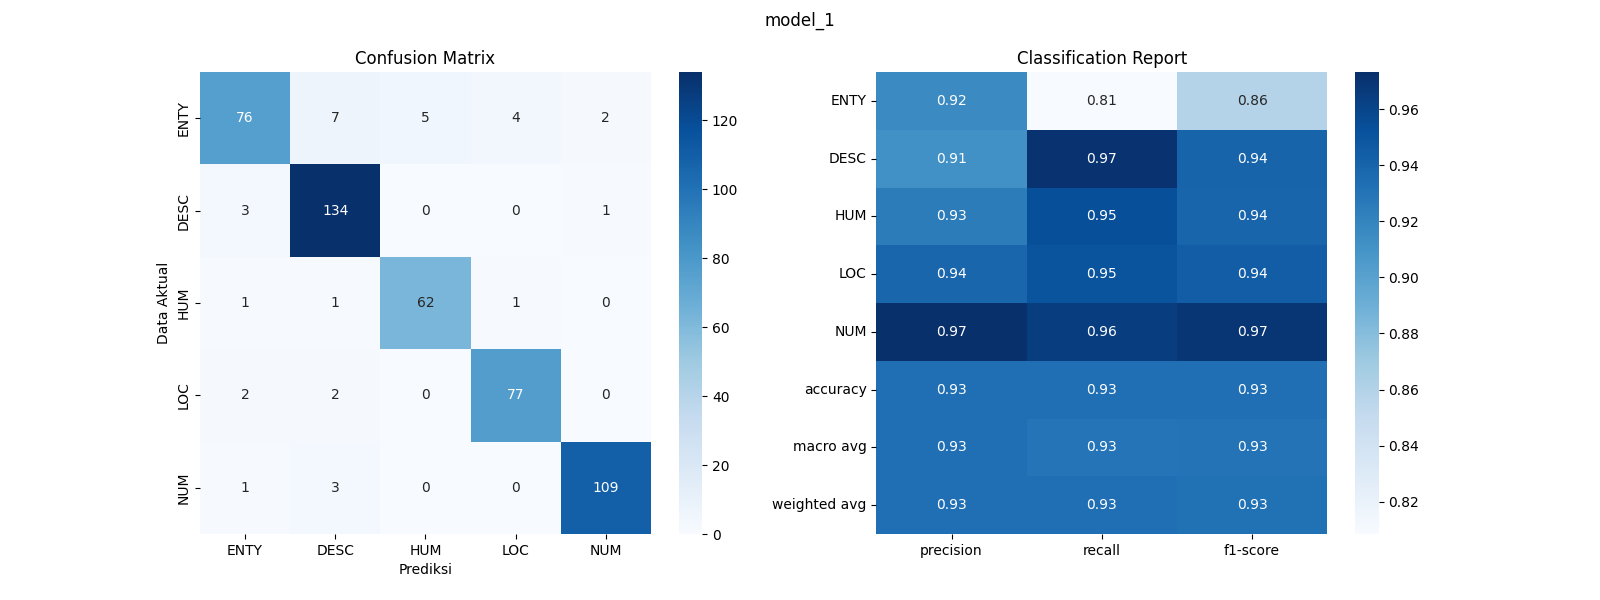 model_1
Confusion Matrix
ENTY 76 7 5 4 2
DESC 3 134 0 0 1
HUM 1 1 62 1 0
LOC 2 2 0 77 0
NUM 1 3 0 0 109
ENTY DESC HUM LOC NUM
Data Aktual
Prediksi
120
100
80
60
40
20
0
Classification Report
ENTY 0.92 0.81 0.86
DESC 0.91 0.97 0.94
HUM 0.93 0.95 0.94
LOC 0.94 0.95 0.94
NUM 0.97 0.96 0.97
accuracy 0.93 0.93 0.93
macro avg 0.93 0.93 0.93
weighted avg 0.93 0.93 0.93
precision recall f1-score
0.96
0.94
0.92
0.90
0.88
0.86
0.84
0.82